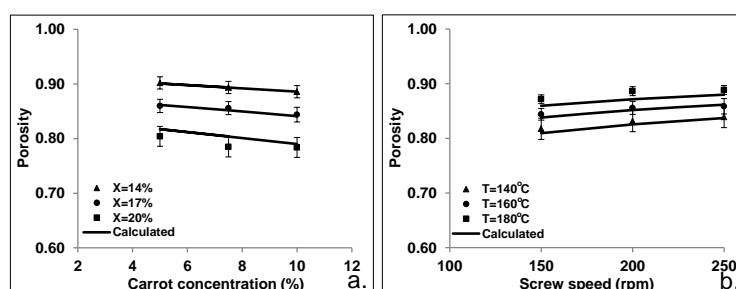 1.00
0.90
0.80
0.70
0.60
Porosity
X=14%
X=17%
X=20%
Calculated
2 4 6 8 10 12
Carrot concentration (%)
a.
1.00
0.90
0.80
0.70
0.60
Porosity
T=140°C
T=160°C
T=180°C
Calculated
100 150 200 250
Screw speed (rpm)
b.